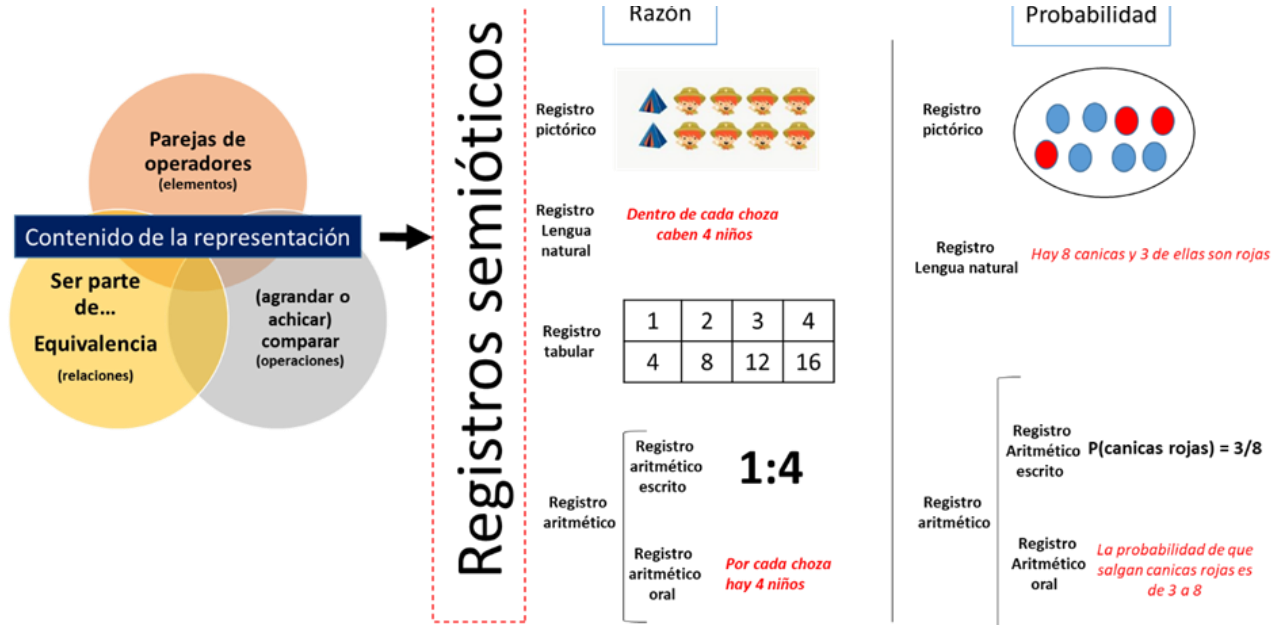 Parejas de
operadores
(elementos)
Contenido de la representación
Ser parte
de...
Equivalencia
(relaciones)
(agrandar o
achicar)
comparar
(operaciones)
Registros semióticos
Razón
Registro
pictórico
Registro
Lengua
natural
Dentro de cada choza
caben 4 niños
Registro
tabular
1 2 3 4
4 8 12 16
Registro
aritmético
Registro
aritmético
escrito
1:4
Registro
aritmético
oral
Por cada choza
hay 4 niños
Probabilidad
Registro
pictórico
Registro
Lengua natural
Hay 8 canicas y 3 de ellas son rojas
Registro
aritmético
Registro
Aritmético
escrito
P(canicas rojas) = 3/8
Registro
Aritmético
oral
La probabilidad de que
salgan canicas rojas es
de 3 a 8